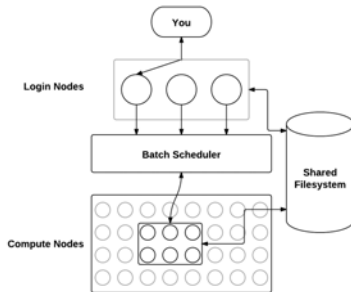 You
Login Nodes
Batch Scheduler
Shared
Filesystem
Compute Nodes